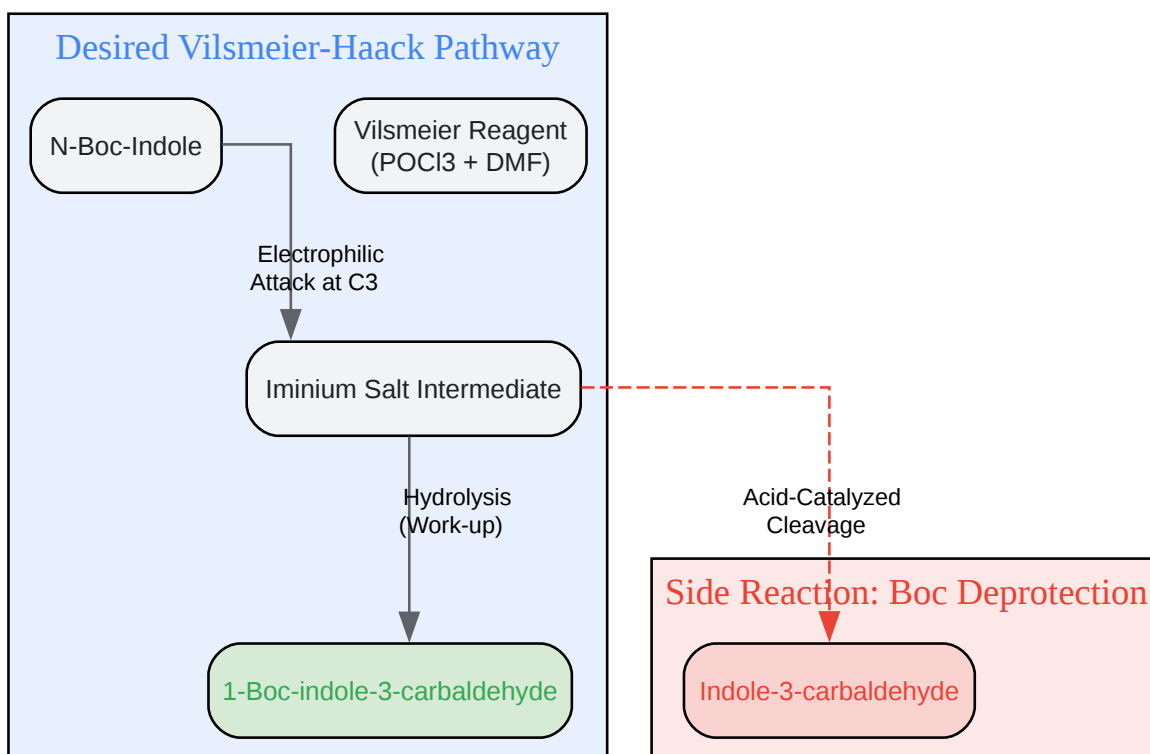 Desired Vilsmeier-Haack Pathway
N-Boc-Indole
Vilsmeier Reagent
(POCl3 + DMF)
Electrophilic
Attack at C3
Iminium Salt Intermediate
Hydrolysis
(Work-up)
Acid-Catalyzed
Cleavage
Side Reaction: Boc Deprotection
1-Boc-indole-3-carbaldehyde
Indole-3-carbaldehyde